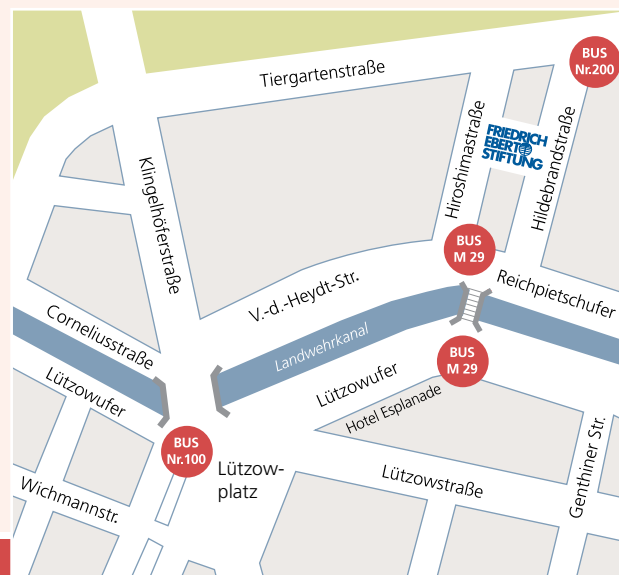 BUS
Nr.200
Tiergartenstraße
Hiroshimastraße
FRIEDRICH
EBERT
STIFTUNG
Hildebrandstraße
Klingelhöferstraße
BUS
M 29
Reichpietschufer
V.-d.-Heydt-Str.
Corneliusstraße
Landwehrkanal
BUS
M 29
Lützowufer
Lützowufer
Hotel Esplanade
BUS
Nr.100
Lützow-
platz
Lützowstraße
Genthiner Str.
Wichmannstr.